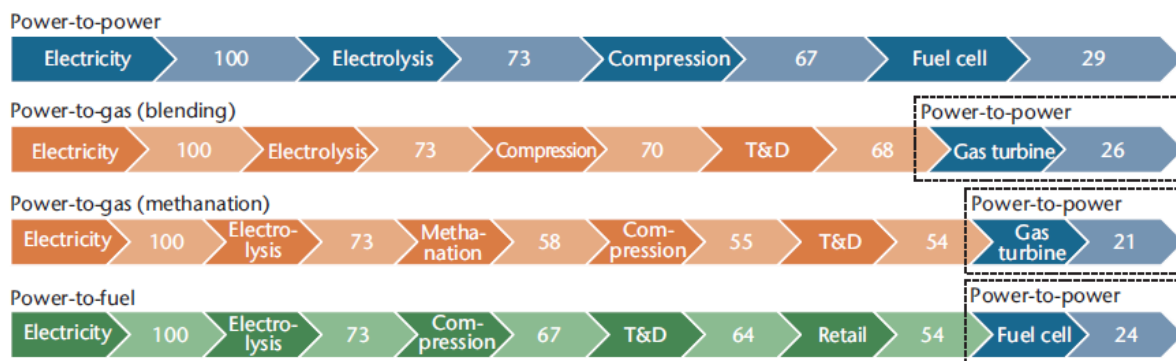 Power-to-power
Electricity 100 Electrolysis 73 Compression 67 Fuel cell 29
Power-to-gas (blending) Power-to-power
Electricity 100 Electrolysis 73 Compression 70 T&D 68 Gas turbine 26
Power-to-gas (methanation) Power-to-power
Electricity 100 Electro-
lysis 73 Metha-
nation 58 Com-
pression 55 T&D 54 Gas
turbine 21
Power-to-fuel Power-to-power
Electricity 100 Electro-
lysis 73 Com-
pression 67 T&D 64 Retail 54 Fuel cell 24